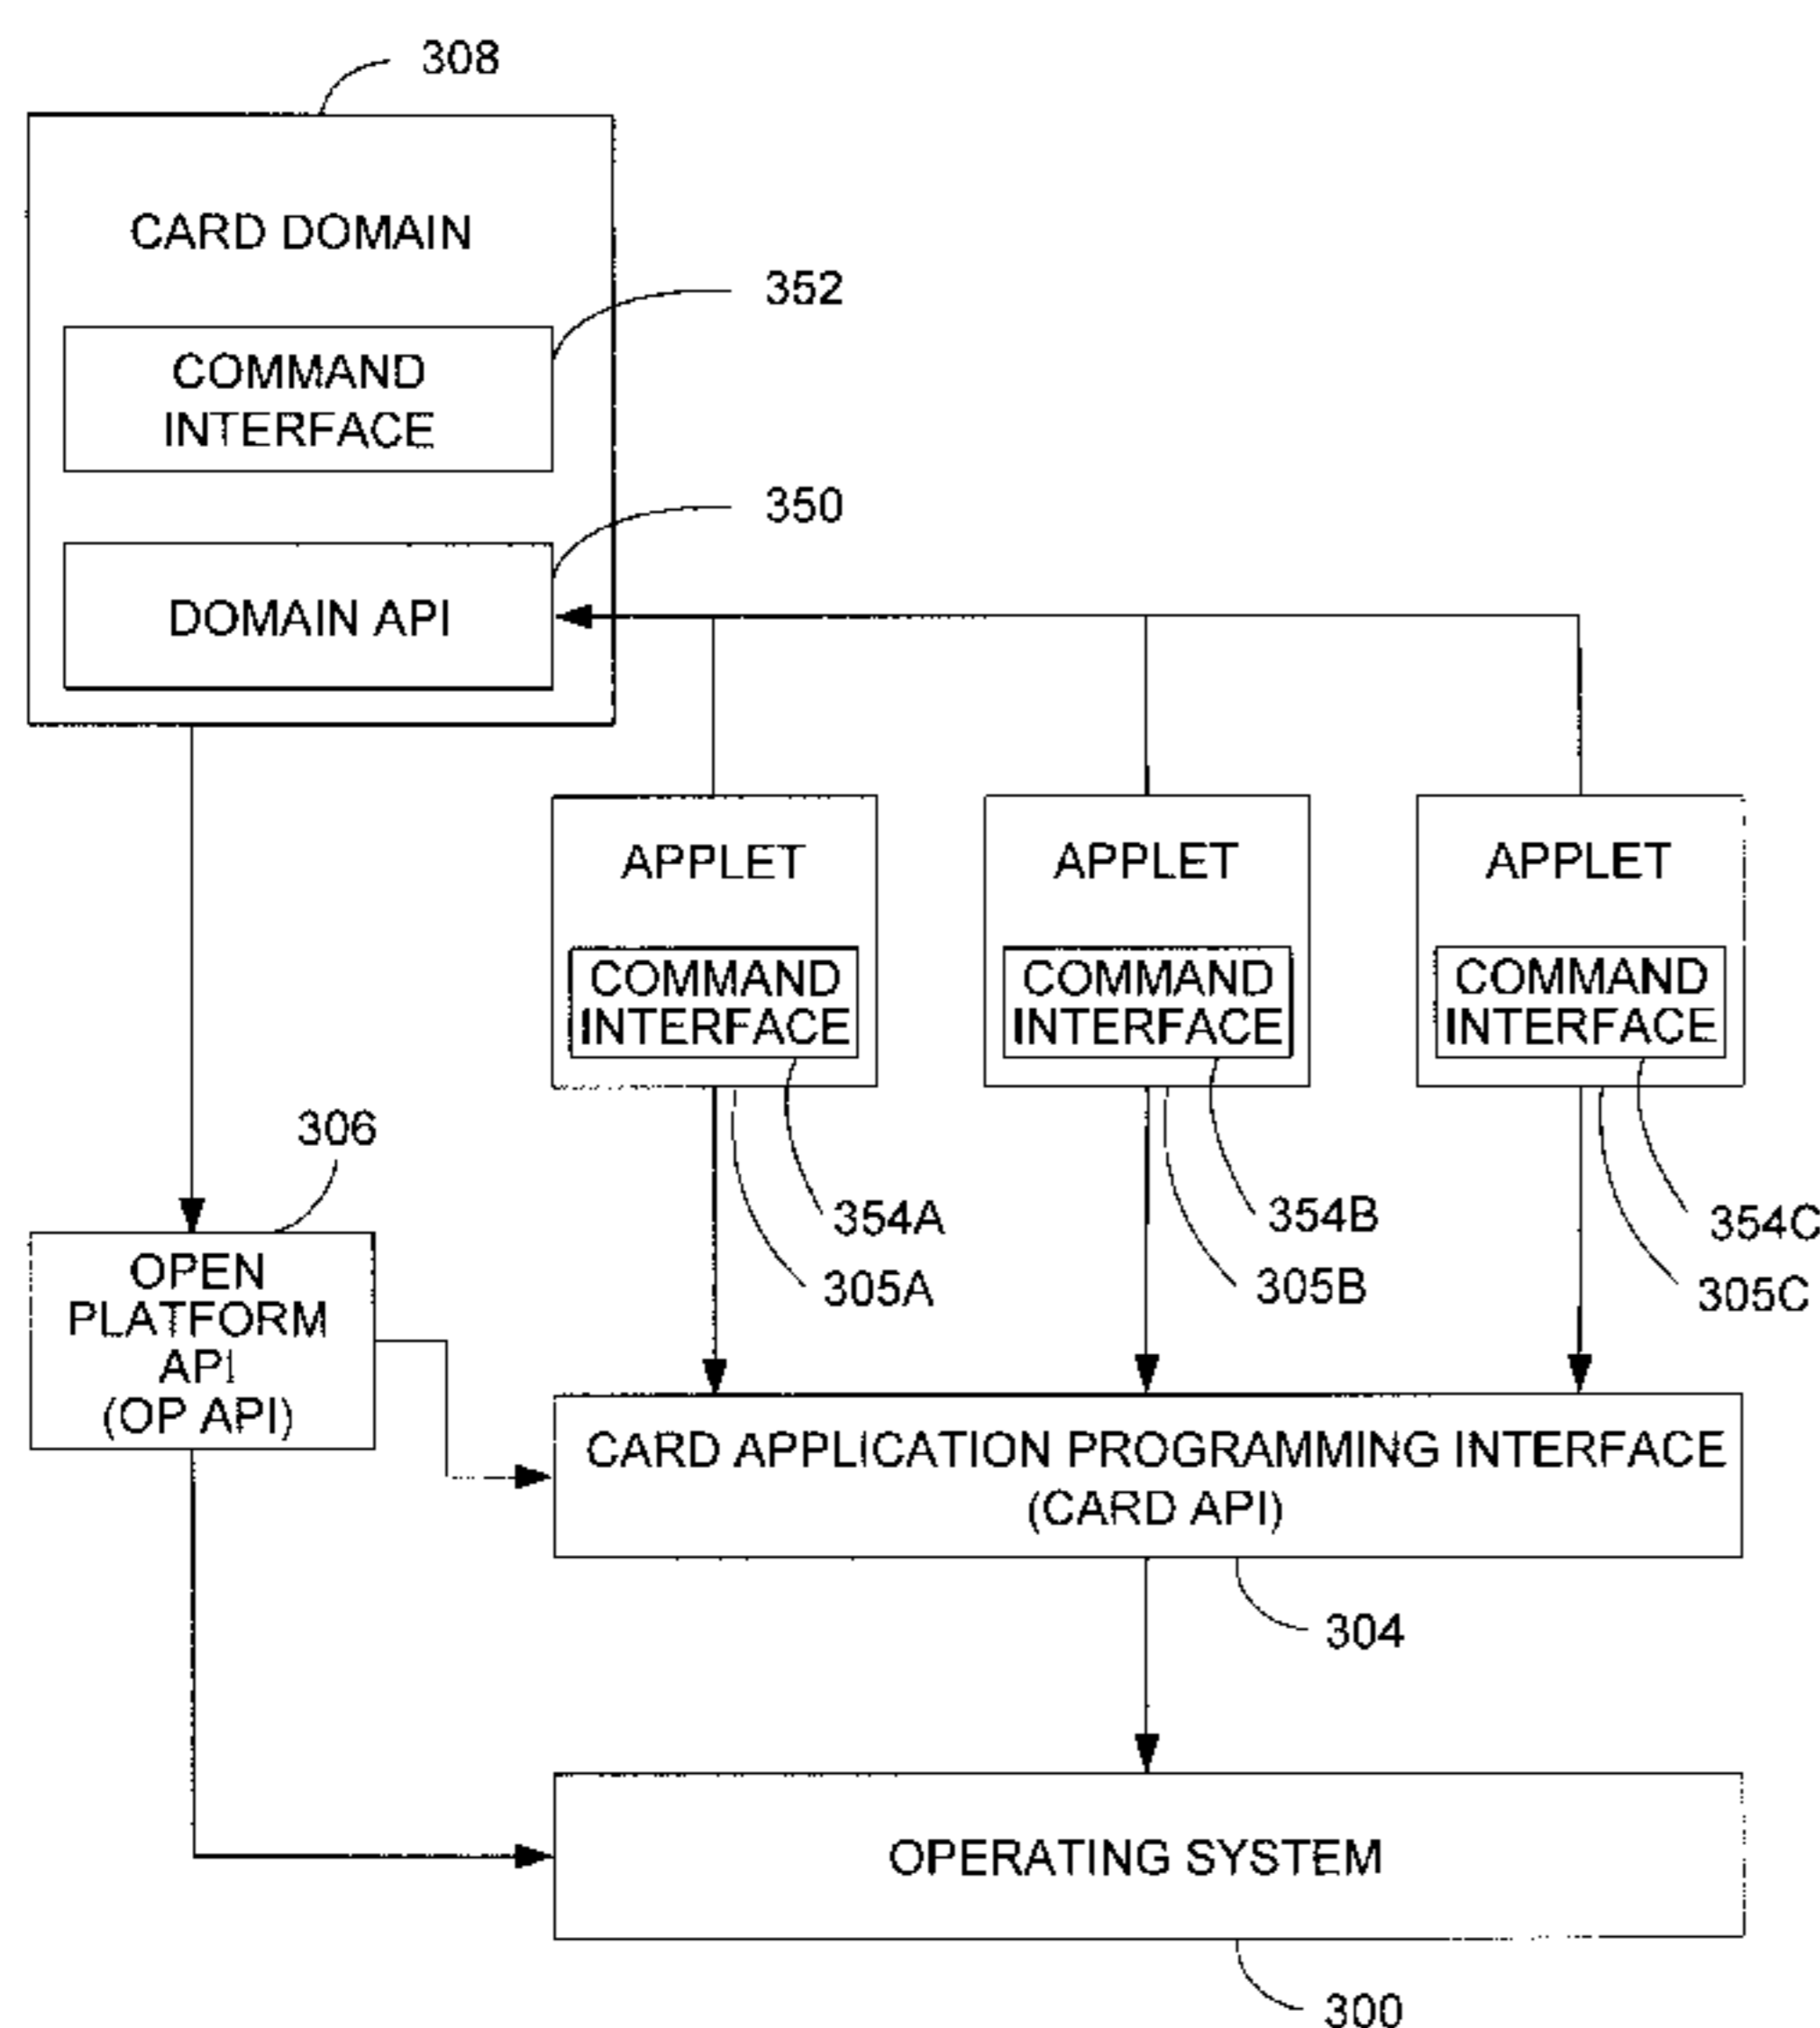 308
CARD DOMAIN
352
COMMAND
INTERFACE
350
DOMAIN API
APPLET
COMMAND
INTERFACE
APPLET
COMMAND
INTERFACE
APPLET
COMMAND
INTERFACE
306
354A
354B
354C
305A
305B
305C
OPEN
PLATFORM
API
(OP API)
CARD APPLICATION PROGRAMMING INTERFACE
(CARD API)
304
OPERATING SYSTEM
300